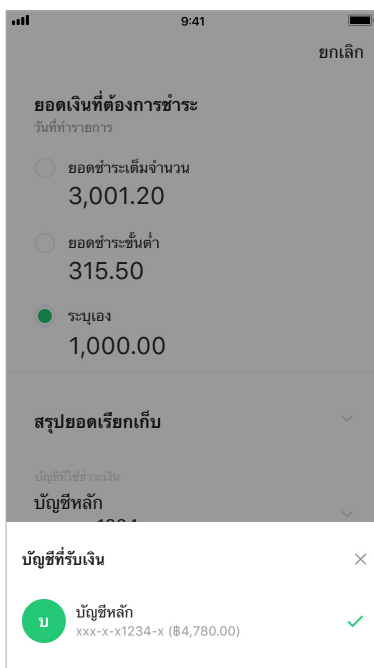 9:41
ยกเลิก
ยอดเงินที่ต้องการชำระ
วันที่ทำรายการ
ยอดชำระเต็มจำนวน
3,001.20
ยอดชำระขั้นต่ำ
315.50
ระบุเอง
1,000.00
สรุปยอดเรียกเก็บ
บัญชีที่ใช้ชำระเงิน
บัญชีหลัก
บัญชีที่รับเงิน
บ
บัญชีหลัก
xxx-x-x1234-x (฿4,780.00)